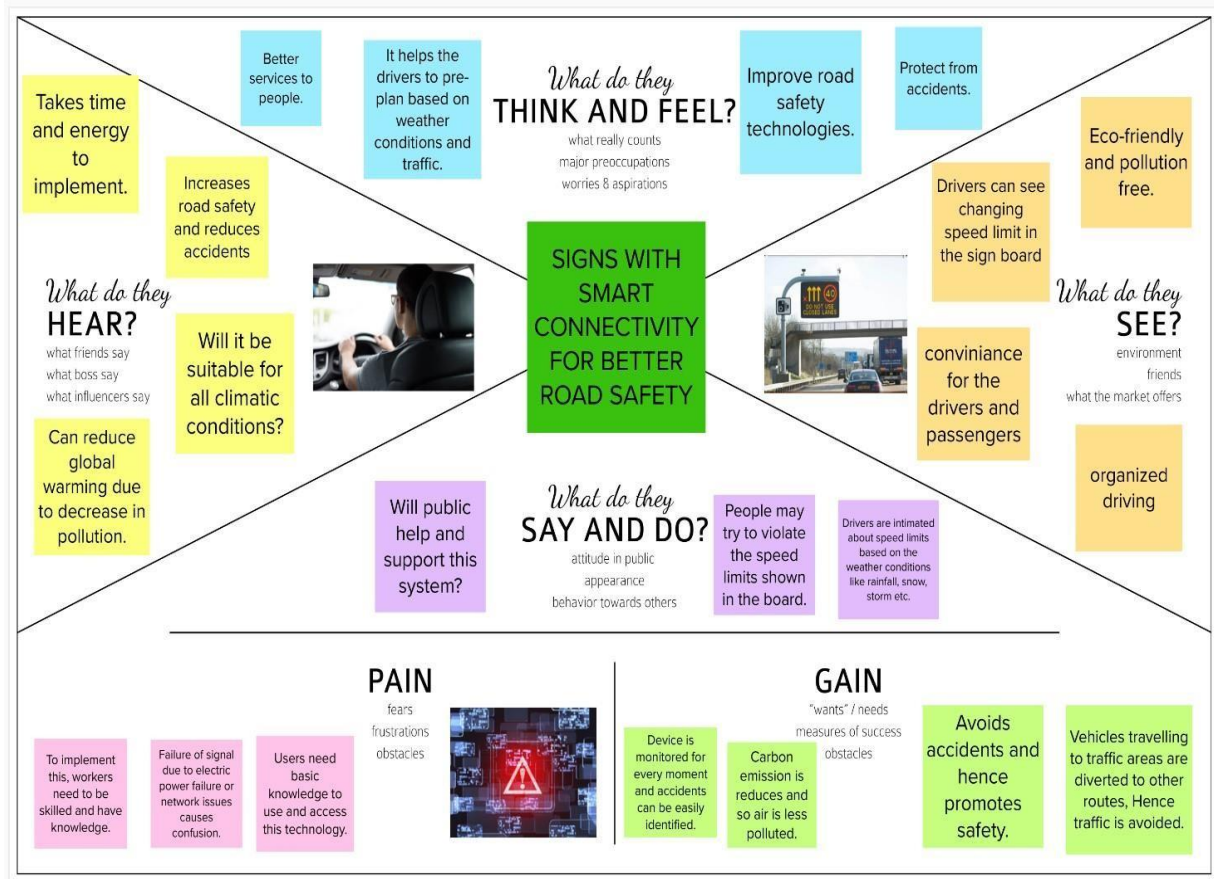 Better
services to
people.
It helps the
drivers to pre-
plan based on
weather
conditions and
traffic.
What do they
THINK AND FEEL?
what really counts
major preoccupations
worries & aspirations
Improve road
safety
technologies.
Protect from
accidents.
Takes time
and energy
to
implement.
Increases
road safety
and reduces
accidents
What do they
HEAR?
what friends say
what boss say
what influencers say
Will it be
suitable for
all climatic
conditions?
Can reduce
global
warming due
to decrease in
pollution.
SIGNS WITH
SMART
CONNECTIVITY
FOR BETTER
ROAD SAFETY
40
DO NOT USE
CLOSED LANES
Eco-friendly
and pollution
free.
Drivers can see
changing
speed limit in
the sign board
What do they
SEE?
environment
friends
what the market offers
conviniance
for the
drivers and
passengers
organized
driving
Will public
help and
support this
system?
What do they
SAY AND DO?
attitude in public
appearance
behavior towards others
People may
try to violate
the speed
limits shown
in the board.
Drivers are intimated
about speed limits
based on the
weather conditions
like rainfall, snow,
storm etc.
PAIN
fears
frustrations
obstacles
To implement
this, workers
need to be
skilled and have
knowledge.
Failure of signal
due to electric
power failure or
network issues
causes
confusion.
Users need
basic
knowledge to
use and access
this technology.
GAIN
"wants" / needs
measures of success
obstacles
Device is
monitored for
every moment
and accidents
can be easily
identified.
Carbon
emission is
reduces and
so air is less
polluted.
Avoids
accidents and
hence
promotes
safety.
Vehicles travelling
to traffic areas are
diverted to other
routes, Hence
traffic is avoided.